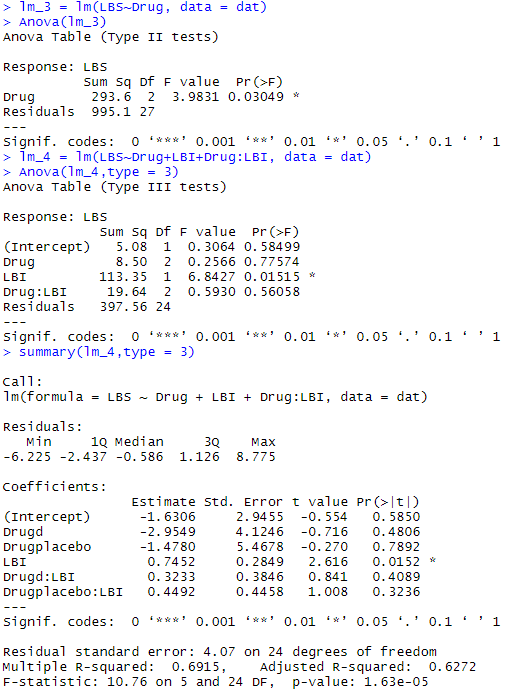 > lm_3 = lm(LBS~Drug, data = dat)
> Anova(lm_3)
Anova Table (Type II tests)

Response: LBS
          Sum Sq Df F value  Pr(>F)
Drug       293.6  2  3.9831 0.03049 *
Residuals  995.1 27
---
Signif. codes:  0 ‘***’ 0.001 ‘**’ 0.01 ‘*’ 0.05 ‘.’ 0.1 ‘ ’ 1
> lm_4 = lm(LBS~Drug+LBI+Drug:LBI, data = dat)
> Anova(lm_4,type = 3)
Anova Table (Type III tests)

Response: LBS
            Sum Sq Df F value  Pr(>F)
(Intercept)   5.08  1  0.3064 0.58499
Drug          8.50  2  0.2566 0.77574
LBI         113.35  1  6.8427 0.01515 *
Drug:LBI     19.64  2  0.5930 0.56058
Residuals   397.56 24
---
Signif. codes:  0 ‘***’ 0.001 ‘**’ 0.01 ‘*’ 0.05 ‘.’ 0.1 ‘ ’ 1
> summary(lm_4,type = 3)

Call:
lm(formula = LBS ~ Drug + LBI + Drug:LBI, data = dat)

Residuals:
   Min     1Q Median     3Q    Max
-6.225 -2.437 -0.586  1.126  8.775

Coefficients:
                Estimate Std. Error t value Pr(>|t|)
(Intercept)      -1.6306     2.9455  -0.554   0.5850
Drugd            -2.9549     4.1246  -0.716   0.4806
Drugplacebo      -1.4780     5.4678  -0.270   0.7892
LBI               0.7452     0.2849   2.616   0.0152 *
Drugd:LBI         0.3233     0.3846   0.841   0.4089
Drugplacebo:LBI   0.4492     0.4458   1.008   0.3236
---
Signif. codes:  0 ‘***’ 0.001 ‘**’ 0.01 ‘*’ 0.05 ‘.’ 0.1 ‘ ’ 1

Residual standard error: 4.07 on 24 degrees of freedom
Multiple R-squared:  0.6915,    Adjusted R-squared:  0.6272
F-statistic: 10.76 on 5 and 24 DF,  p-value: 1.63e-05